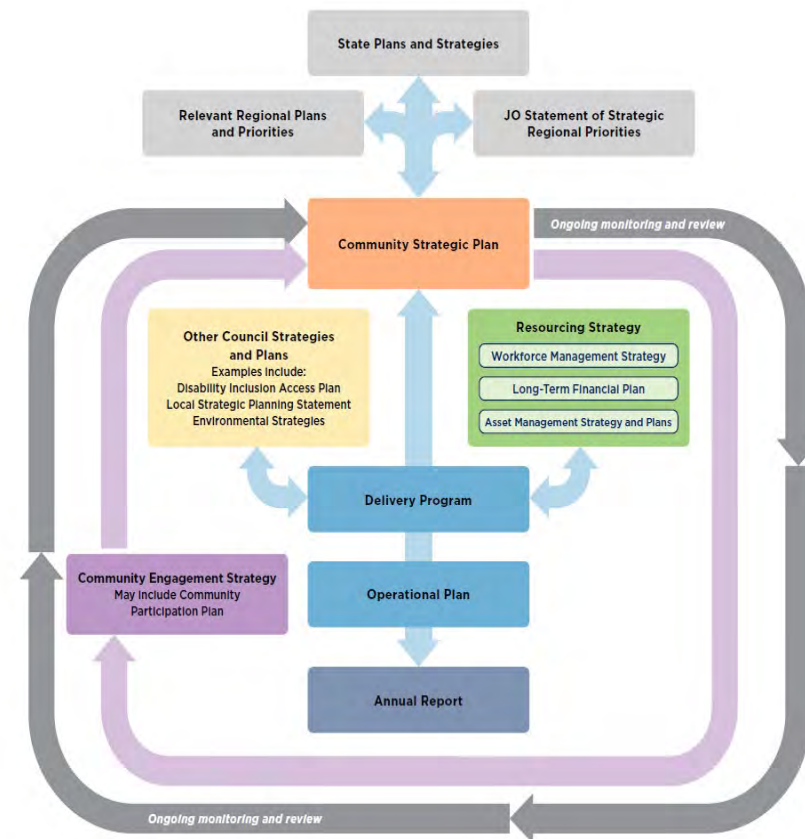 State Plans and Strategies
Relevant Regional Plans
and Priorities
JO Statement of Strategic
Regional Priorities
Community Strategic Plan
Ongoing monitoring and review
Other Council Strategies
and Plans
Examples include:
Disability Inclusion Access Plan
Local Strategic Planning Statement
Environmental Strategies
Resourcing Strategy
Workforce Management Strategy
Long-Term Financial Plan
Asset Management Strategy and Plans
Delivery Program
Community Engagement Strategy
May Include Community
Participation Plan
Operational Plan
Annual Report
Ongoing monitoring and review